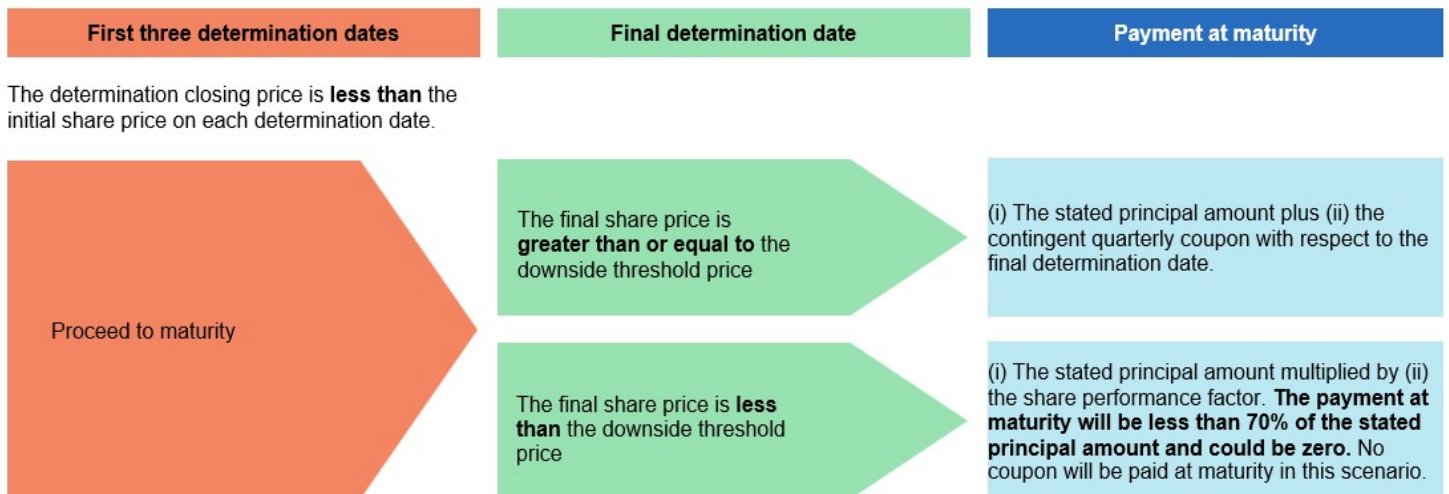 First three determination dates
Final determination date
Payment at maturity
The determination closing price is less than the
initial share price on each determination date.
Proceed to maturity
The final share price is
greater than or equal to the
downside threshold price
(i) The stated principal amount plus (ii) the
contingent quarterly coupon with respect to the
final determination date.
The final share price is less
than the downside threshold
price
(i) The stated principal amount multiplied by (ii)
the share performance factor. The payment at
maturity will be less than 70% of the stated
principal amount and could be zero. No
coupon will be paid at maturity in this scenario.